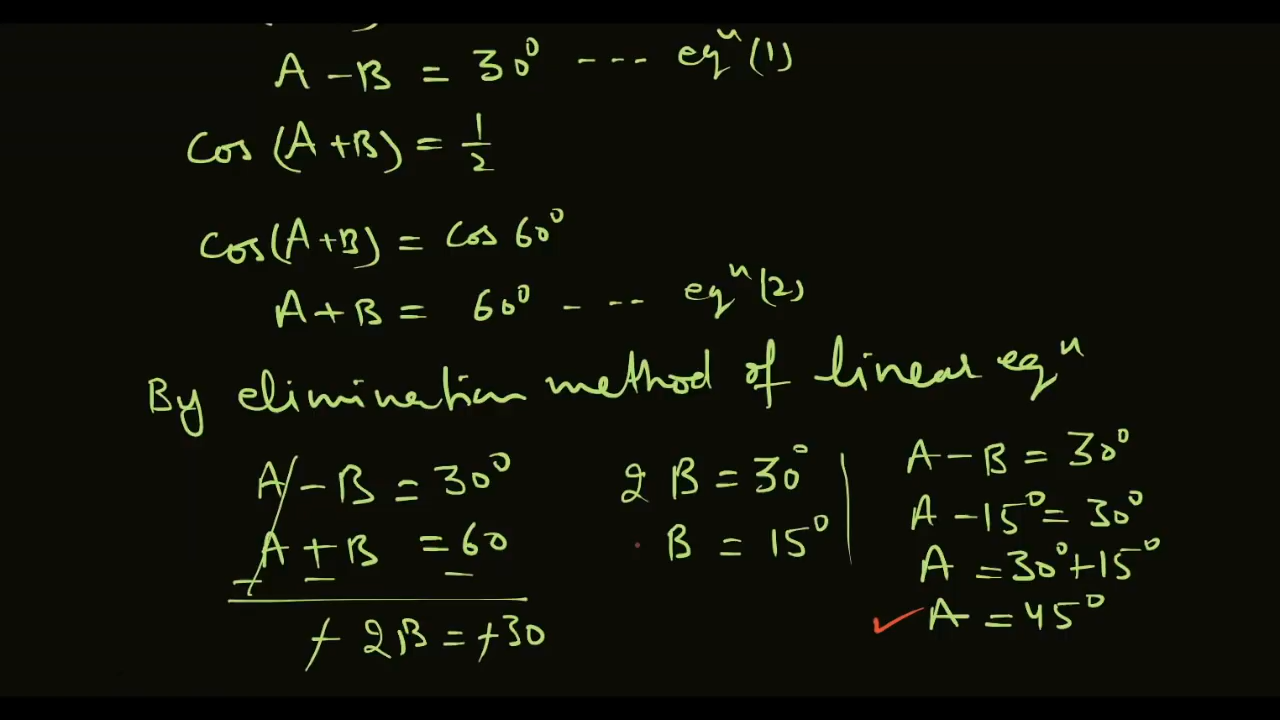 A - B = 30° --- eqⁿ (1)
Cos (A + B) = 1/2
Cos(A+B) = Cos 60°
A + B = 60° - -- eqⁿ (2)
By elimination method of linear eqⁿ
A - B = 30°
A + B = 60
- - -
- 2B = -30
2 B = 30°
B = 15°
A - B = 30°
A - 15° = 30°
A = 30° + 15°
A = 45°